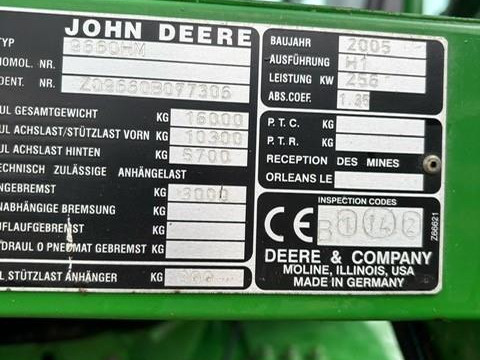 JOHN DEERE
TYP 9660HM
HOMOL. NR.
IDENT. NR. Z09660B077306
ZUL GESAMTGEWICHT KG 16000
ZUL ACHSLAST/STÜTZLAST VORN KG 10300
ZUL ACHSLAST HINTEN KG 6700
TECHNISCH ZULÄSSIGE ANHÄNGELAST
UNGEBREMST KG 3000
UNABHÄNGIGE BREMSUNG KG
AUFLAUFGEBREMST KG
HYDRAUL O PNEUMAT GEBREMST KG
ZUL STÜTZLAST ANHÄNGER KG
BAUJAHR 2005
AUSFÜHRUNG H1
LEISTUNG KW 256
ABS.COEF. 1.35
P.T.C. KG
P.T.R. KG
RECEPTION DES MINES
ORLEANS LE
INSPECTION CODES
CE
DEERE & COMPANY
MOLINE, ILLINOIS, USA
MADE IN GERMANY
Z66621